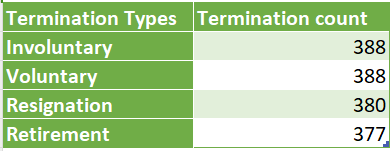 Termination Types Termination count
Involuntary 388
Voluntary 388
Resignation 380
Retirement 377